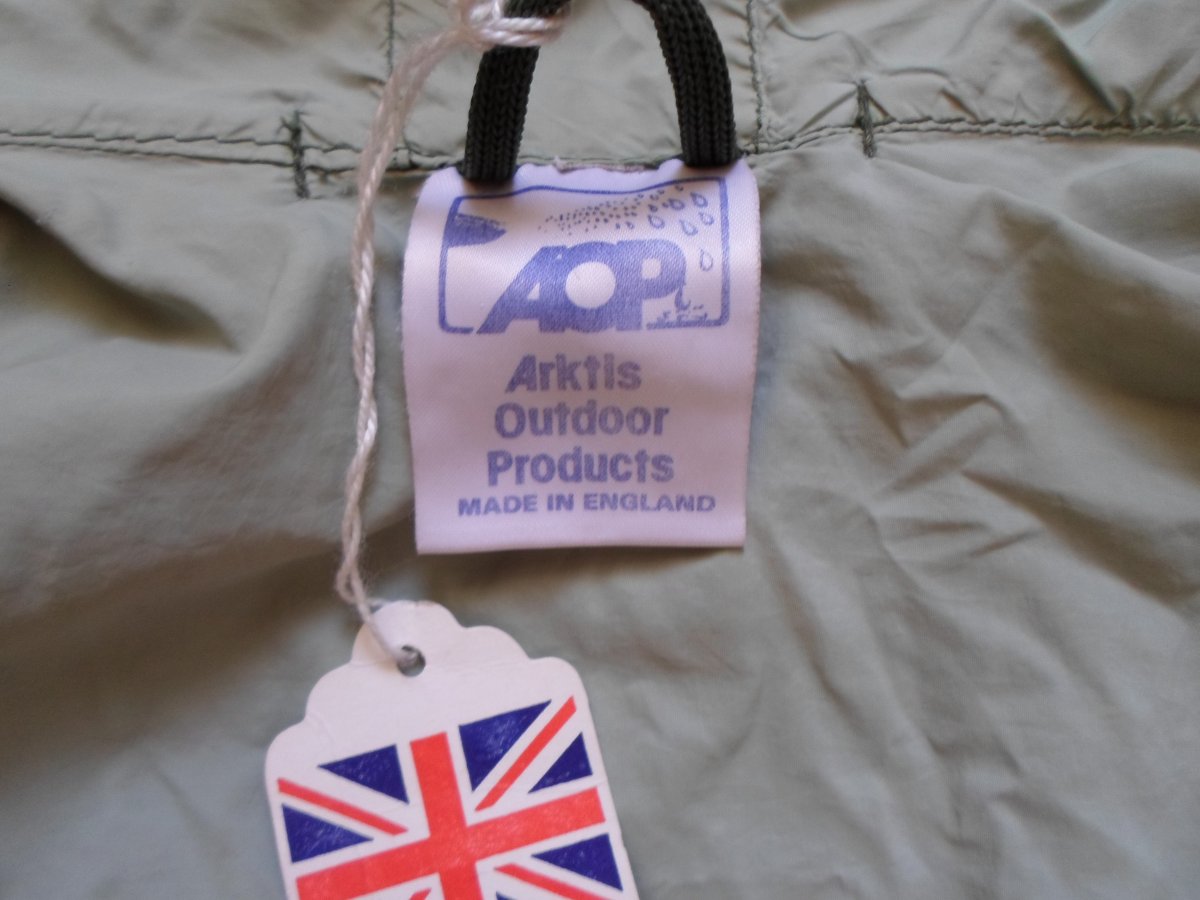 AOP
Arktis
Outdoor
Products
MADE IN ENGLAND